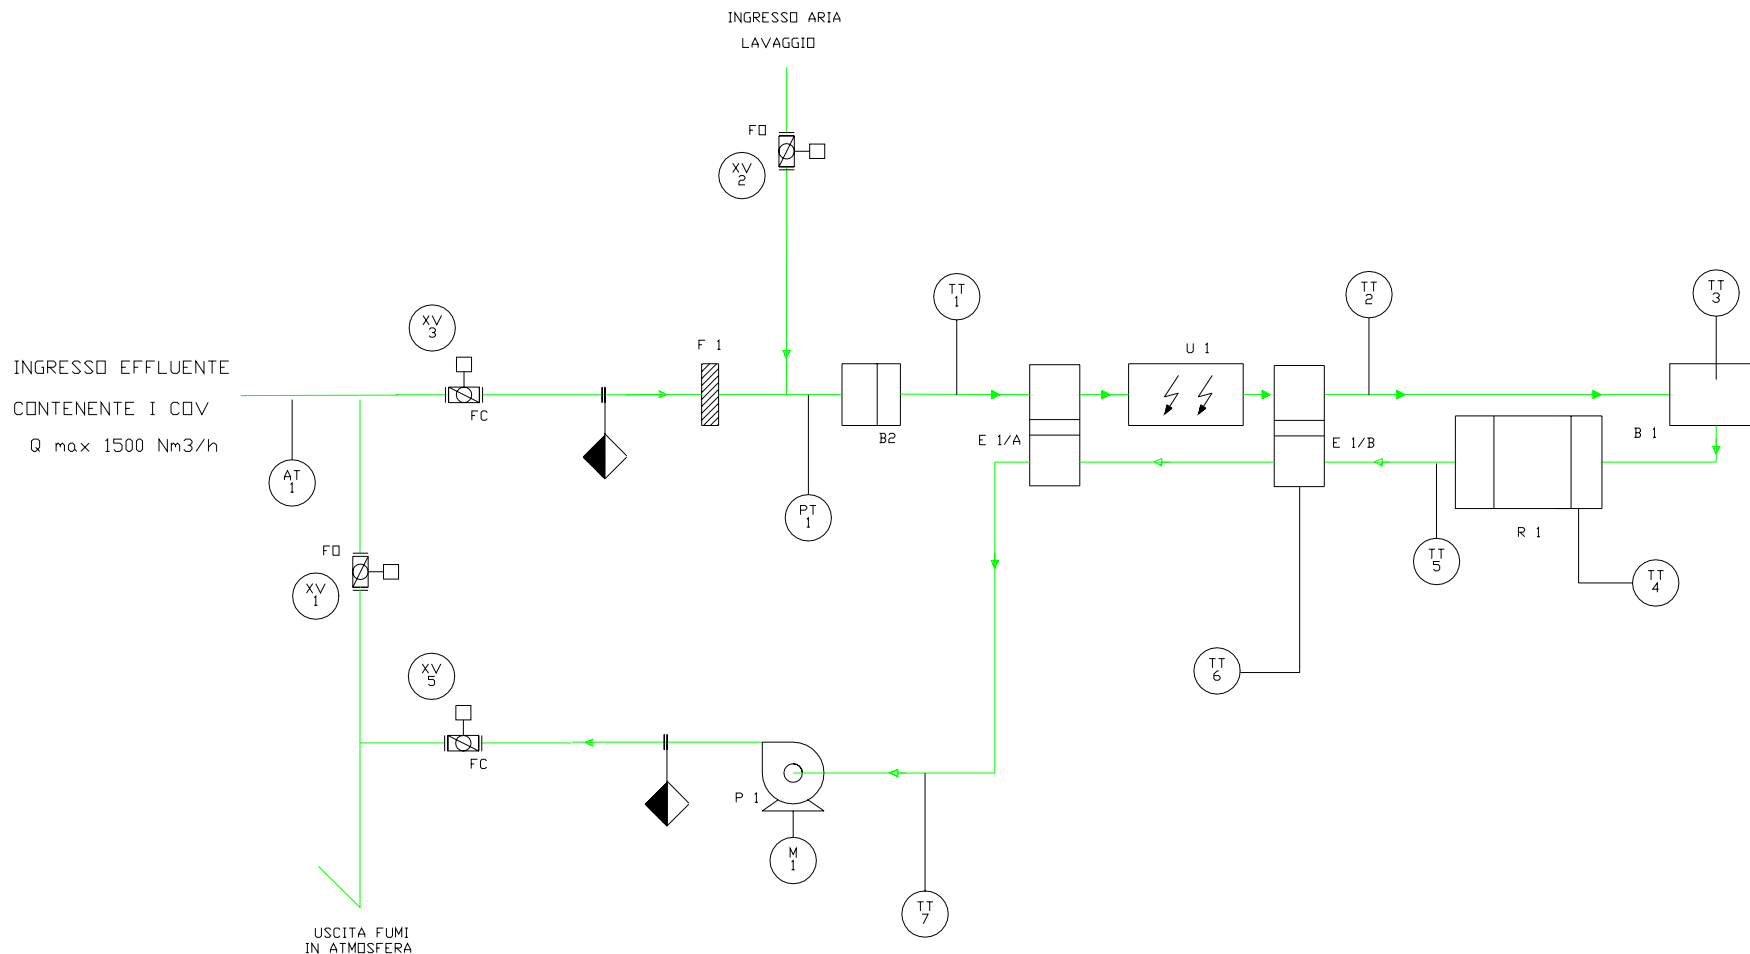 INGRESSO ARIA
LAVAGGIO
FO
XV
2
TT
1
TT
2
TT
3
XV
3
F 1
U 1
INGRESSO EFFLUENTE
CONTENENTE I COV
Q max 1500 Nm3/h
FC
B2
E 1/A
E 1/B
B 1
AT
1
PT
1
R 1
FO
XV
1
TT
5
TT
4
XV
5
TT
6
FC
P 1
M
1
TT
7
USCITA FUMI
IN ATMOSFERA